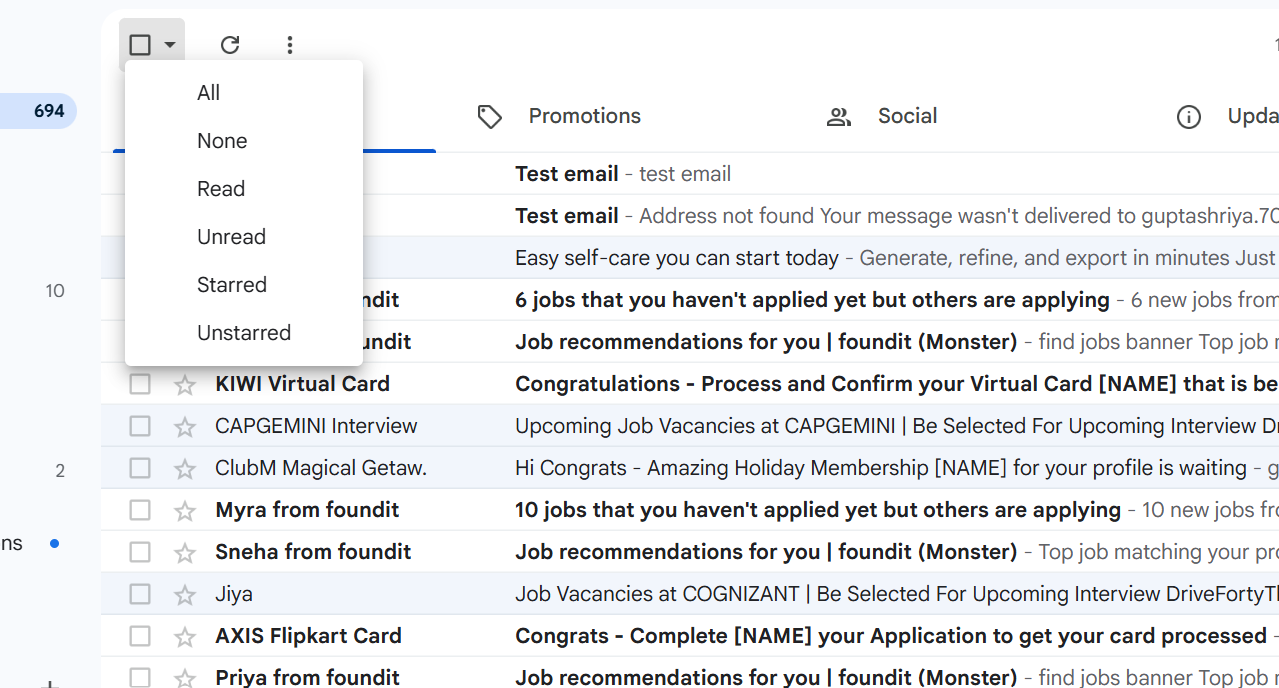 694
10
2
ns
All
None
Read
Unread
Starred
Unstarred
Promotions
Social
Upda
Test email - test email
Test email - Address not found Your message wasn't delivered to guptashriya.70
Easy self-care you can start today - Generate, refine, and export in minutes Just
ndit 6 jobs that you haven't applied yet but others are applying - 6 new jobs from
undit Job recommendations for you | foundit (Monster) - find jobs banner Top job
KIWI Virtual Card Congratulations - Process and Confirm your Virtual Card [NAME] that is be
CAPGEMINI Interview Upcoming Job Vacancies at CAPGEMINI | Be Selected For Upcoming Interview Dr
ClubM Magical Getaw. Hi Congrats - Amazing Holiday Membership [NAME] for your profile is waiting - g
Myra from foundit 10 jobs that you haven't applied yet but others are applying - 10 new jobs fro
Sneha from foundit Job recommendations for you | foundit (Monster) - Top job matching your pro
Jiya Job Vacancies at COGNIZANT | Be Selected For Upcoming Interview DriveFortyTh
AXIS Flipkart Card Congrats - Complete [NAME] your Application to get your card processed -
Priya from foundit Job recommendations for you | foundit (Monster) - find jobs banner Top job